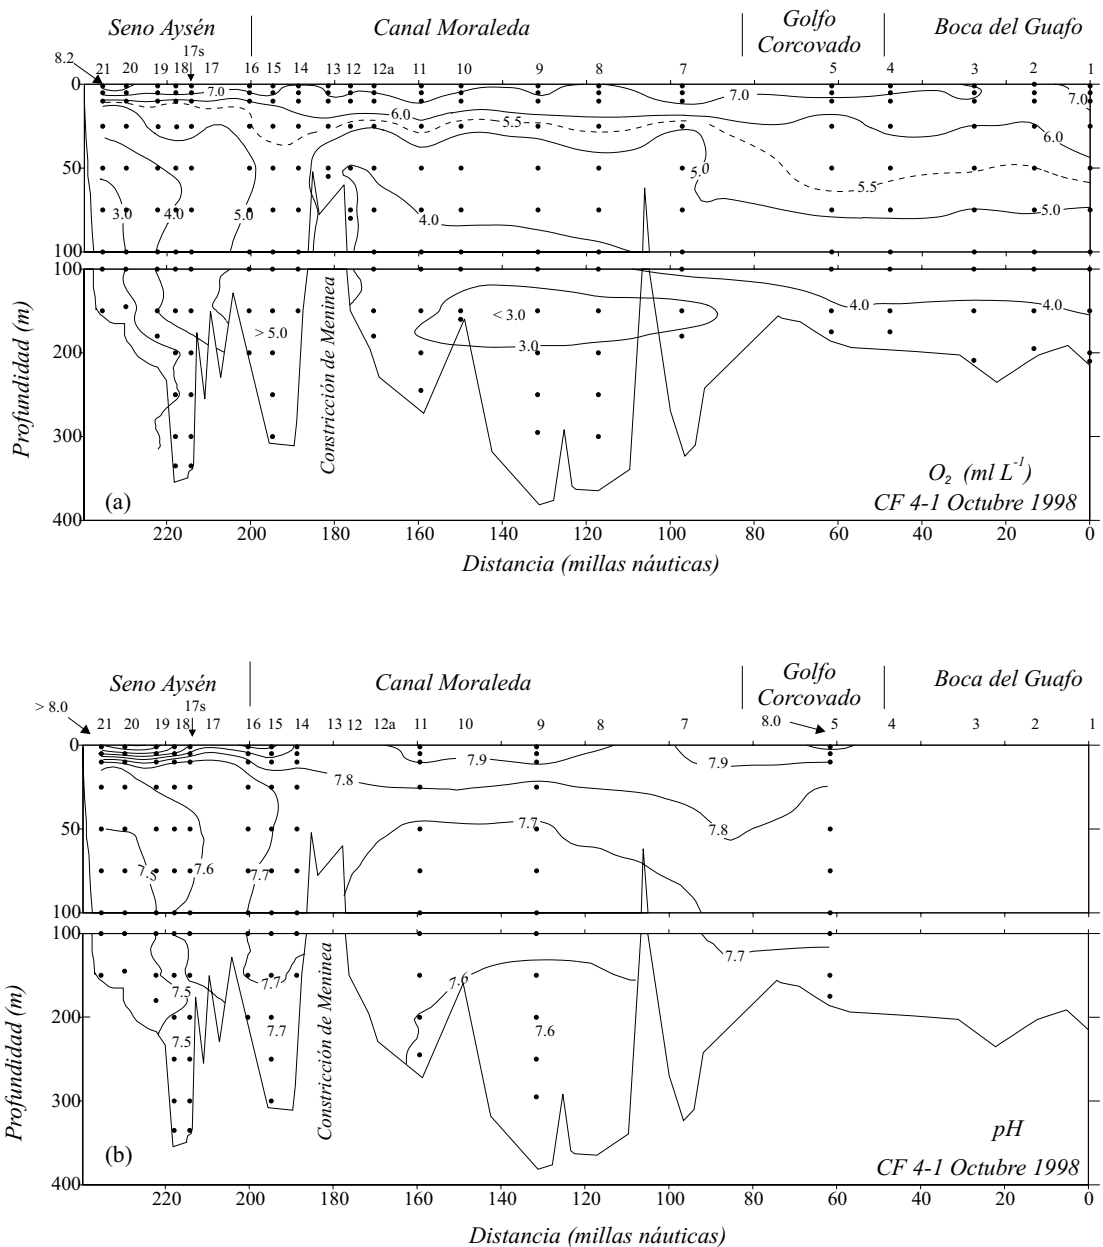 Seno Aysén
Canal Moraleda
Golfo
Corcovado
Boca del Guafo
8.2
17s
21 20 19 18 17 16 15 14 13 12 12a 11 10 9 8 7 5 4 3 2 1
0
7.0
7.0
7.0
6.0
6.0
5.5
50
5.0
5.5
3.0
4.0
5.0
4.0
5.0
100
100
< 3.0
4.0
4.0
> 5.0
3.0
200
300
400
Profundidad (m)
Constricción de Meninea
(a)
O₂ (ml L⁻¹)
CF 4-1 Octubre 1998
220 200 180 160 140 120 100 80 60 40 20 0
Distancia (millas náuticas)
Seno Aysén
Canal Moraleda
Golfo
Corcovado
Boca del Guafo
> 8.0
17s
8.0
21 20 19 18 17 16 15 14 13 12 12a 11 10 9 8 7 5 4 3 2 1
0
7.9
7.9
7.8
50
7.7
7.8
7.5
7.6
7.7
100
100
7.7
7.5
7.7
7.6
7.5
7.7
7.6
200
300
400
Profundidad (m)
Constricción de Meninea
(b)
pH
CF 4-1 Octubre 1998
220 200 180 160 140 120 100 80 60 40 20 0
Distancia (millas náuticas)